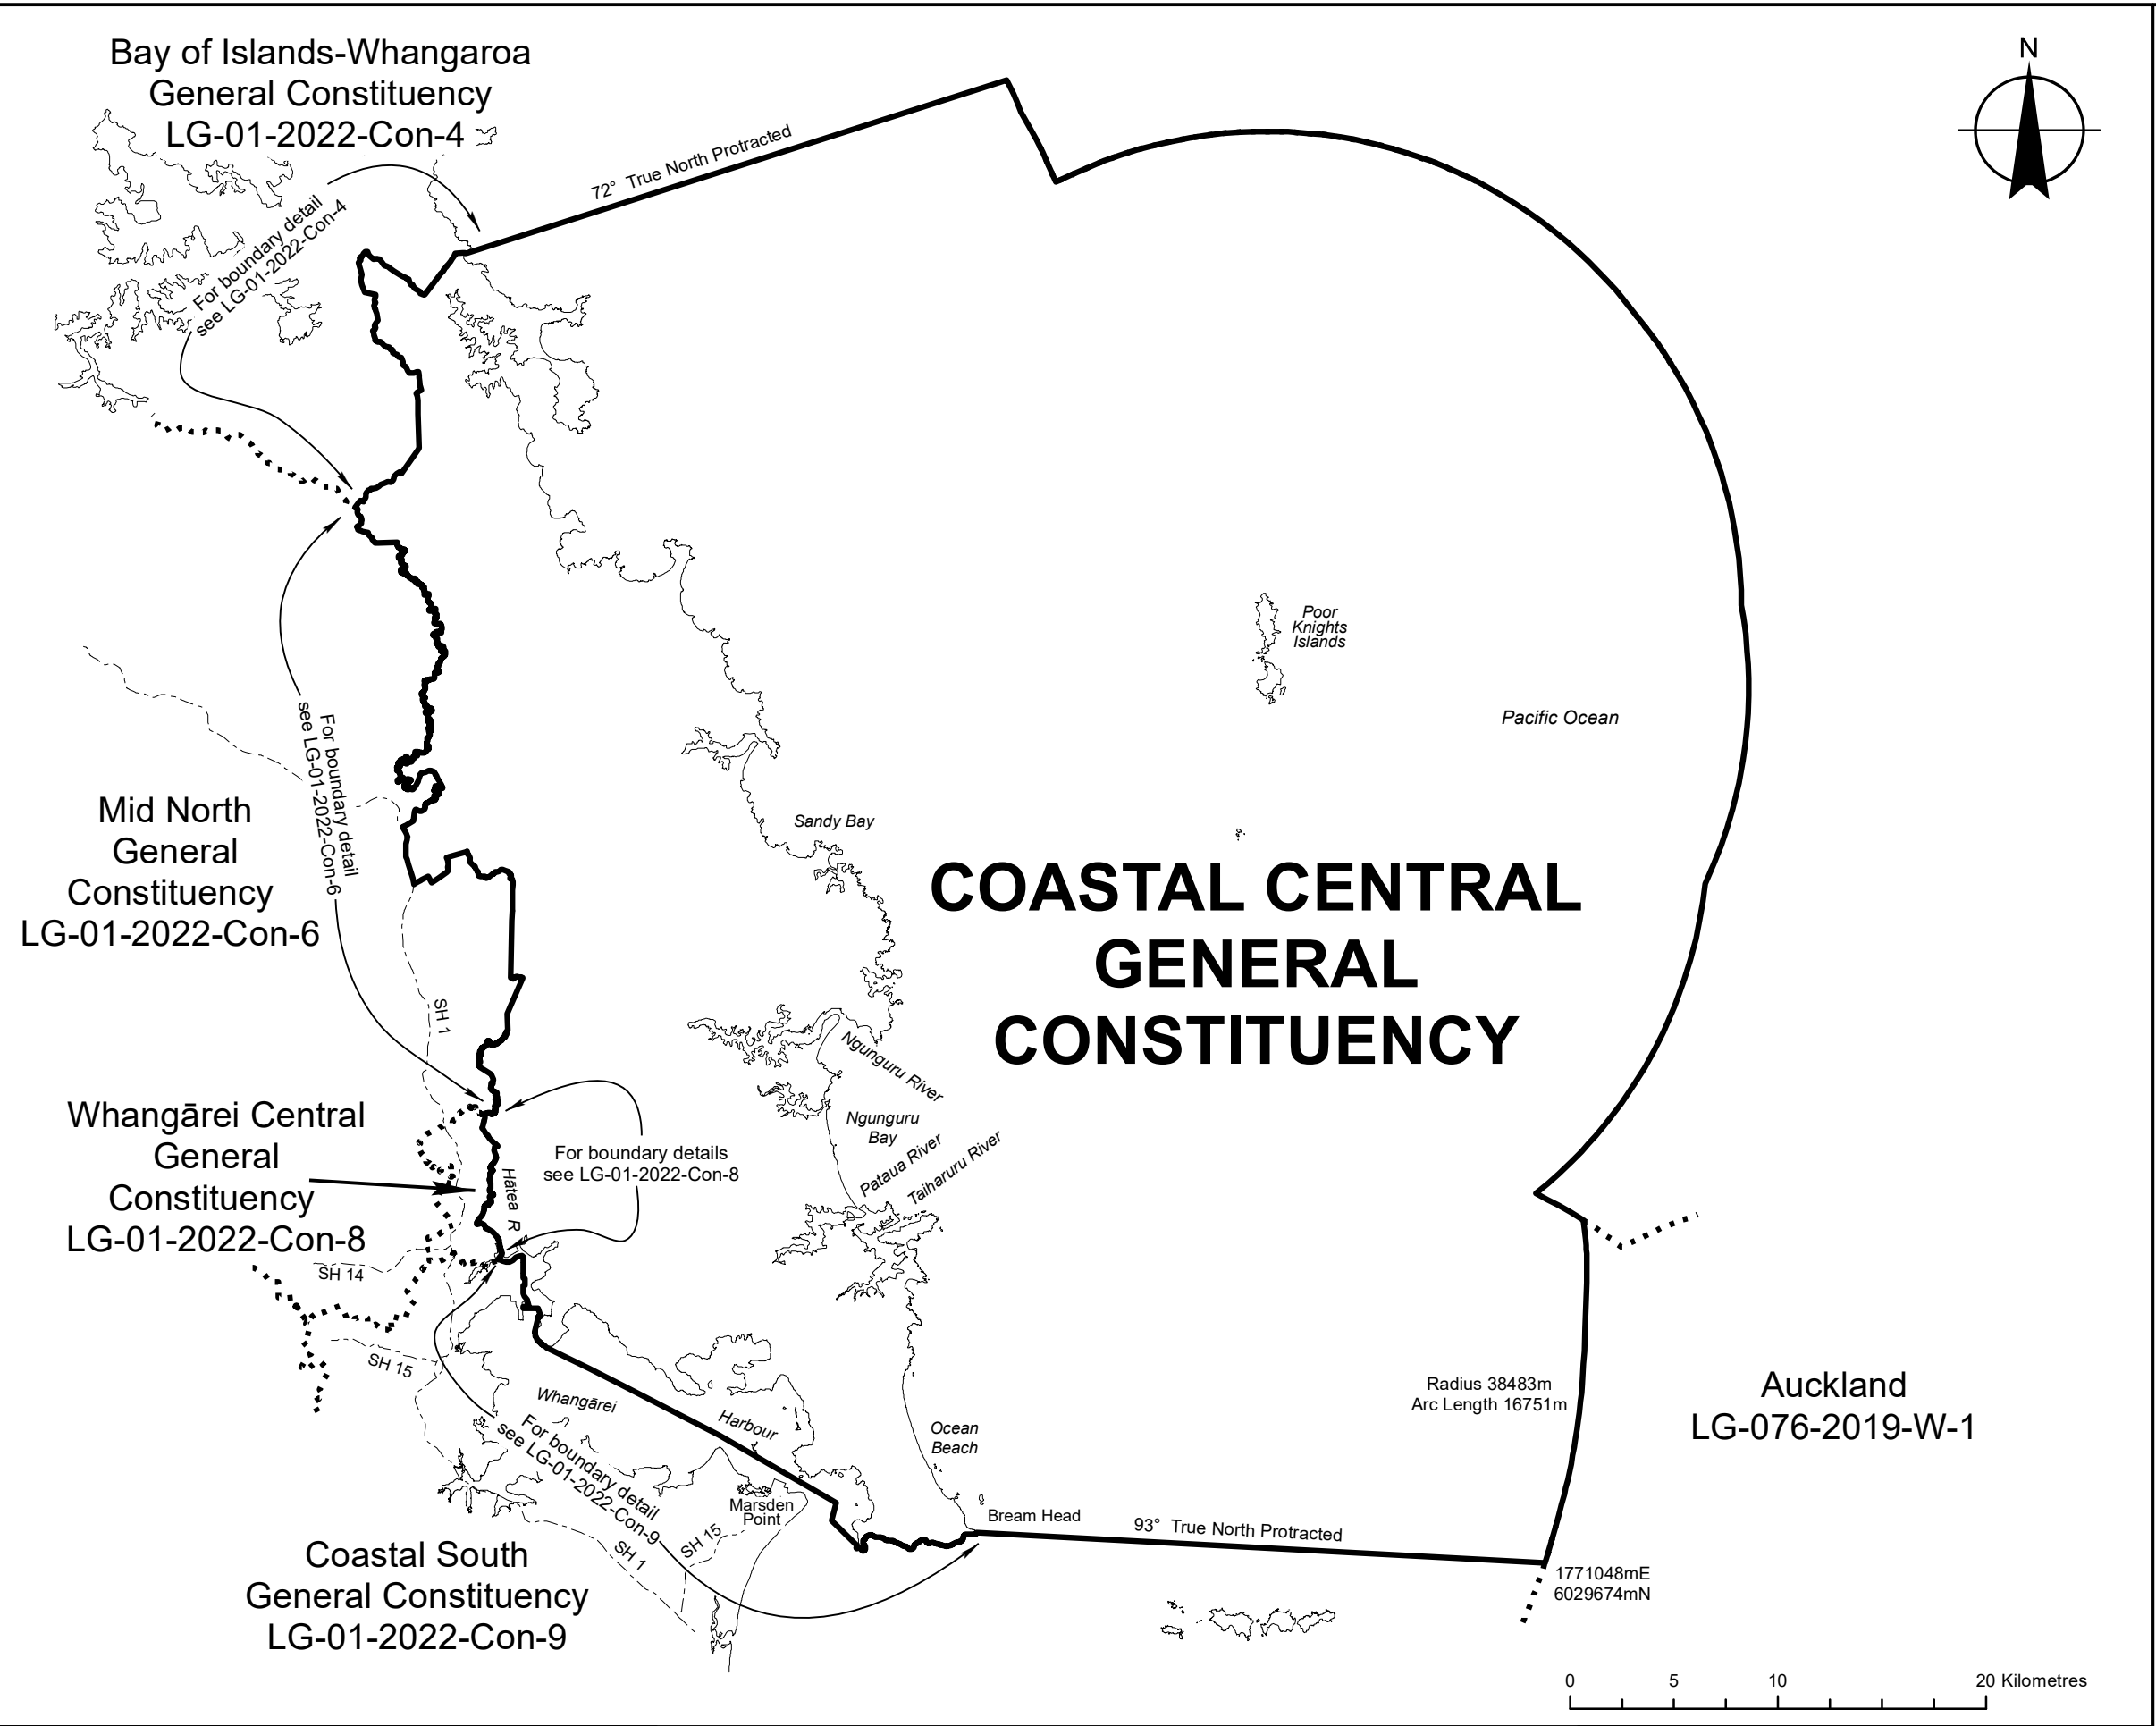 Bay of Islands-Whangaroa
General Constituency
LG-01-2022-Con-4
N
72° True North Protracted
For boundary detail
see LG-01-2022-Con-4
Poor
Knights
Islands
Pacific Ocean
For boundary detail
see LG-01-2022-Con-6
Mid North
General
Constituency
LG-01-2022-Con-6
Sandy Bay
COASTAL CENTRAL
GENERAL
CONSTITUENCY
SH 1
Ngunguru River
Ngunguru
Bay
Pataua River
Taiharuru River
Whangārei Central
General
Constituency
LG-01-2022-Con-8
For boundary details
see LG-01-2022-Con-8
Hātea R
SH 14
SH 15
Whangārei
Harbour
Ocean
Beach
Radius 38483m
Arc Length 16751m
Auckland
LG-076-2019-W-1
For boundary detail
see LG-01-2022-Con-9
Marsden
Point
SH 15
SH 1
Bream Head
93° True North Protracted
1771048mE
6029674mN
Coastal South
General Constituency
LG-01-2022-Con-9
0 5 10 20 Kilometres